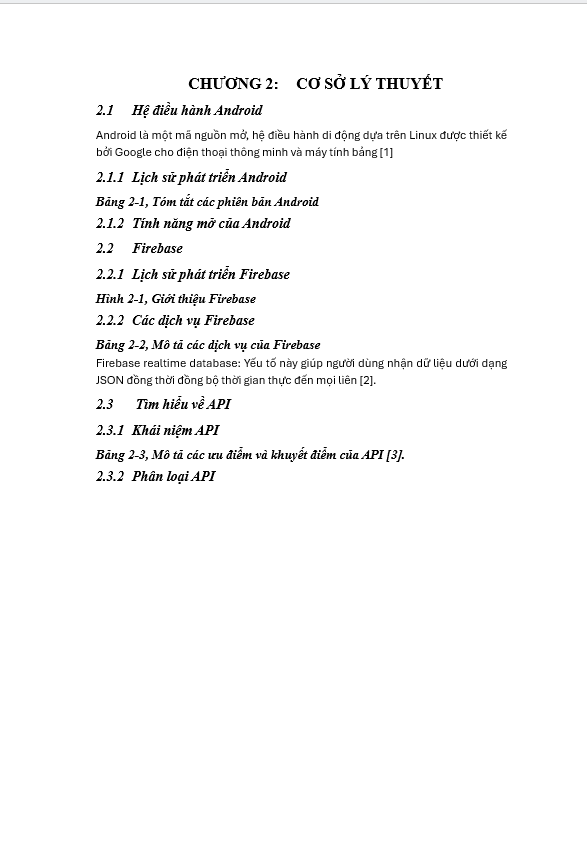 CHƯƠNG 2: CƠ SỞ LÝ THUYẾT
2.1 Hệ điều hành Android
Android là một mã nguồn mở, hệ điều hành di động dựa trên Linux được thiết kế
bởi Google cho điện thoại thông minh và máy tính bảng [1]
2.1.1 Lịch sử phát triển Android
Bảng 2-1, Tóm tắt các phiên bản Android
2.1.2 Tính năng mở của Android
2.2 Firebase
2.2.1 Lịch sử phát triển Firebase
Hình 2-1, Giới thiệu Firebase
2.2.2 Các dịch vụ Firebase
Bảng 2-2, Mô tả các dịch vụ của Firebase
Firebase realtime database: Yếu tố này giúp người dùng nhận dữ liệu dưới dạng
JSON đồng thời đồng bộ thời gian thực đến mọi liên [2].
2.3 Tìm hiểu về API
2.3.1 Khái niệm API
Bảng 2-3, Mô tả các ưu điểm và khuyết điểm của API [3].
2.3.2 Phân loại API